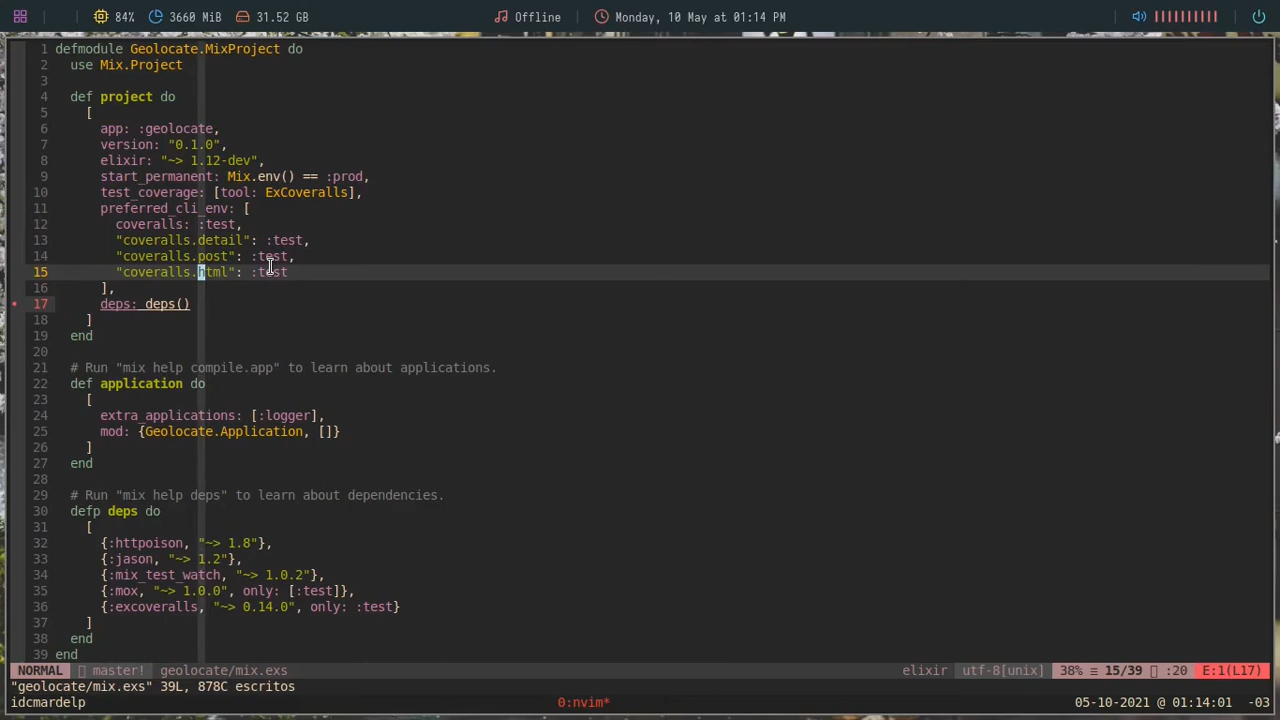 84% 3660 MiB 31.52 GB Offline Monday, 10 May at 01:14 PM
1 defmodule Geolocate.MixProject do
2 use Mix.Project
3
4 def project do
5 [
6 app: :geolocate,
7 version: "0.1.0",
8 elixir: "~> 1.12-dev",
9 start_permanent: Mix.env() == :prod,
10 test_coverage: [tool: ExCoveralls],
11 preferred_cli_env: [
12 coveralls: :test,
13 "coveralls.detail": :test,
14 "coveralls.post": :test,
15 "coveralls.html": :test
16 ],
17 deps: deps()
18 ]
19 end
20
21 # Run "mix help compile.app" to learn about applications.
22 def application do
23 [
24 extra_applications: [:logger],
25 mod: {Geolocate.Application, []}
26 ]
27 end
28
29 # Run "mix help deps" to learn about dependencies.
30 defp deps do
31 [
32 {:httpoison, "~> 1.8"},
33 {:jason, "~> 1.2"},
34 {:mix_test_watch, "~> 1.0.2"},
35 {:mox, "~> 1.0.0", only: [:test]},
36 {:excoveralls, "~> 0.14.0", only: :test}
37 ]
38 end
39 end
NORMAL master! geolocate/mix.exs elixir utf-8[unix] 38% ≡ 15/39 :20 E:1(L17)
"geolocate/mix.exs" 39L, 878C escritos
idcmardelp 0:nvim* 05-10-2021 @ 01:14:01 -03